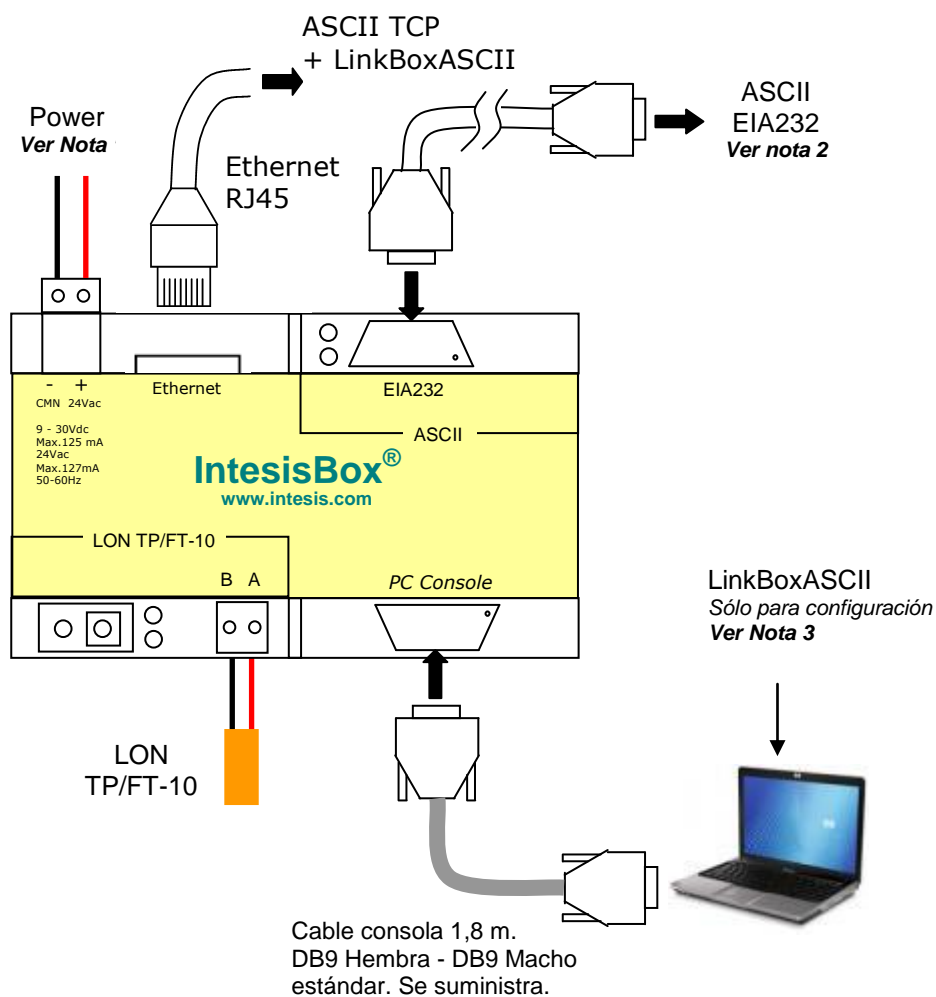 ASCII TCP
+ LinkBoxASCII
Power
Ver Nota
Ethernet
RJ45
ASCII
EIA232
Ver nota 2
- +
CMN 24Vac
9 - 30Vdc
Max.125 mA
24Vac
Max.127mA
50-60Hz
Ethernet
EIA232
ASCII
IntesisBox®
www.intesis.com
LON TP/FT-10
B A
PC Console
LinkBoxASCII
Sólo para configuración
Ver Nota 3
LON
TP/FT-10
Cable consola 1,8 m.
DB9 Hembra - DB9 Macho
estándar. Se suministra.